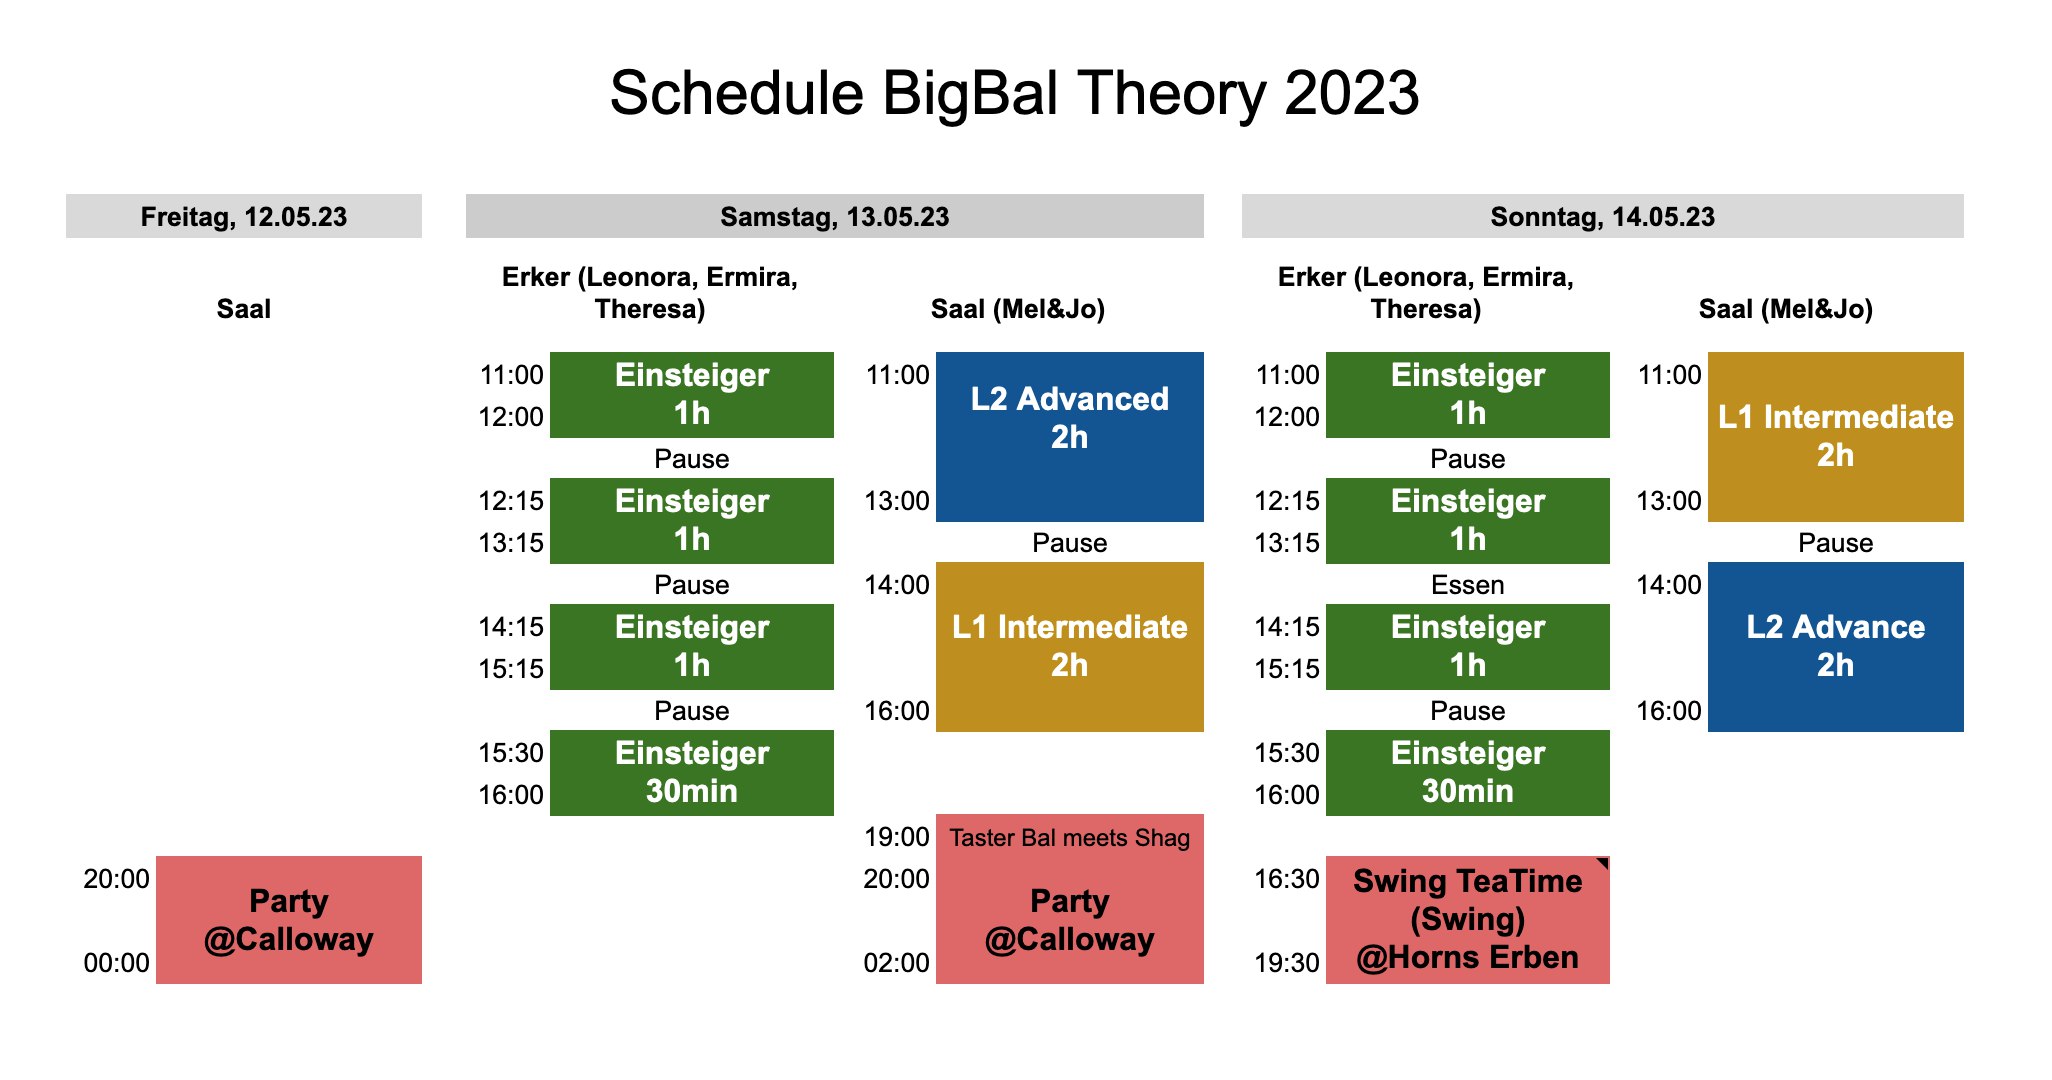 Schedule BigBal Theory 2023
Freitag, 12.05.23
Saal
20:00
Party
@Calloway
00:00
Samstag, 13.05.23
Erker (Leonora, Ermira,
Theresa)
11:00
Einsteiger
12:00
1h
Pause
12:15
Einsteiger
13:15
1h
Pause
14:15
Einsteiger
15:15
1h
Pause
15:30
Einsteiger
16:00
30min
Saal (Mel&Jo)
11:00
L2 Advanced
2h
13:00
Pause
14:00
L1 Intermediate
2h
16:00
19:00
Taster Bal meets Shag
20:00
Party
@Calloway
02:00
Sonntag, 14.05.23
Erker (Leonora, Ermira,
Theresa)
11:00
Einsteiger
12:00
1h
Pause
12:15
Einsteiger
13:15
1h
Essen
14:15
Einsteiger
15:15
1h
Pause
15:30
Einsteiger
16:00
30min
16:30
Swing TeaTime
(Swing)
@Horns Erben
19:30
Saal (Mel&Jo)
11:00
L1 Intermediate
2h
13:00
Pause
14:00
L2 Advance
2h
16:00